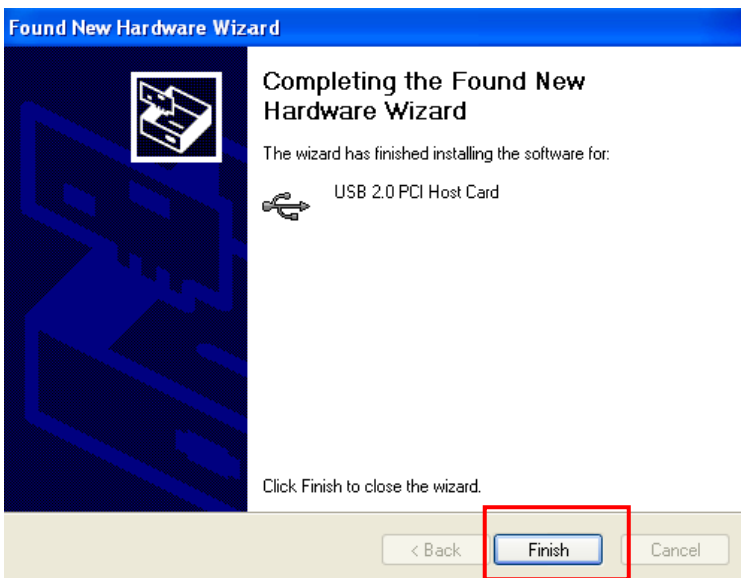 Found New Hardware Wizard
Completing the Found New
Hardware Wizard
The wizard has finished installing the software for:
USB 2.0 PCI Host Card
Click Finish to close the wizard.
< Back
Finish
Cancel